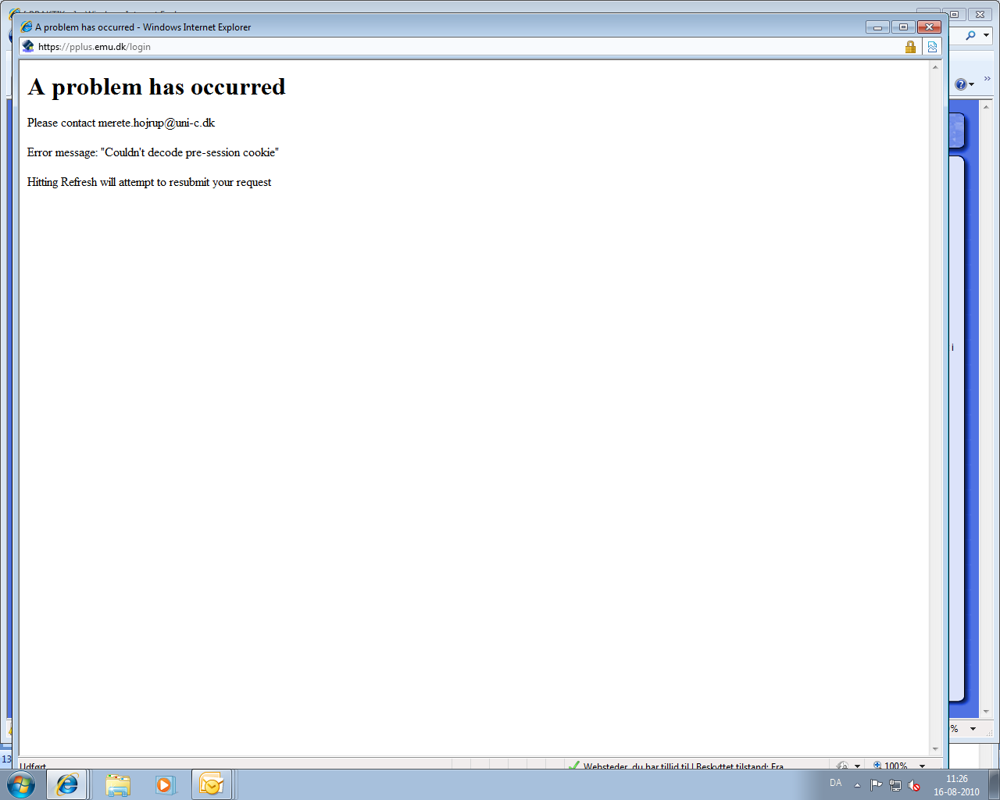 A problem has occurred - Windows Internet Explorer
https://pplus.emu.dk/login
A problem has occurred
Please contact merete.hojrup@uni-c.dk
Error message: "Couldn't decode pre-session cookie"
Hitting Refresh will attempt to resubmit your request
i
%
13
Udført
Websteder, du har tillid til | Beskyttet tilstand: Fra
100%
DA
11:26
16-08-2010